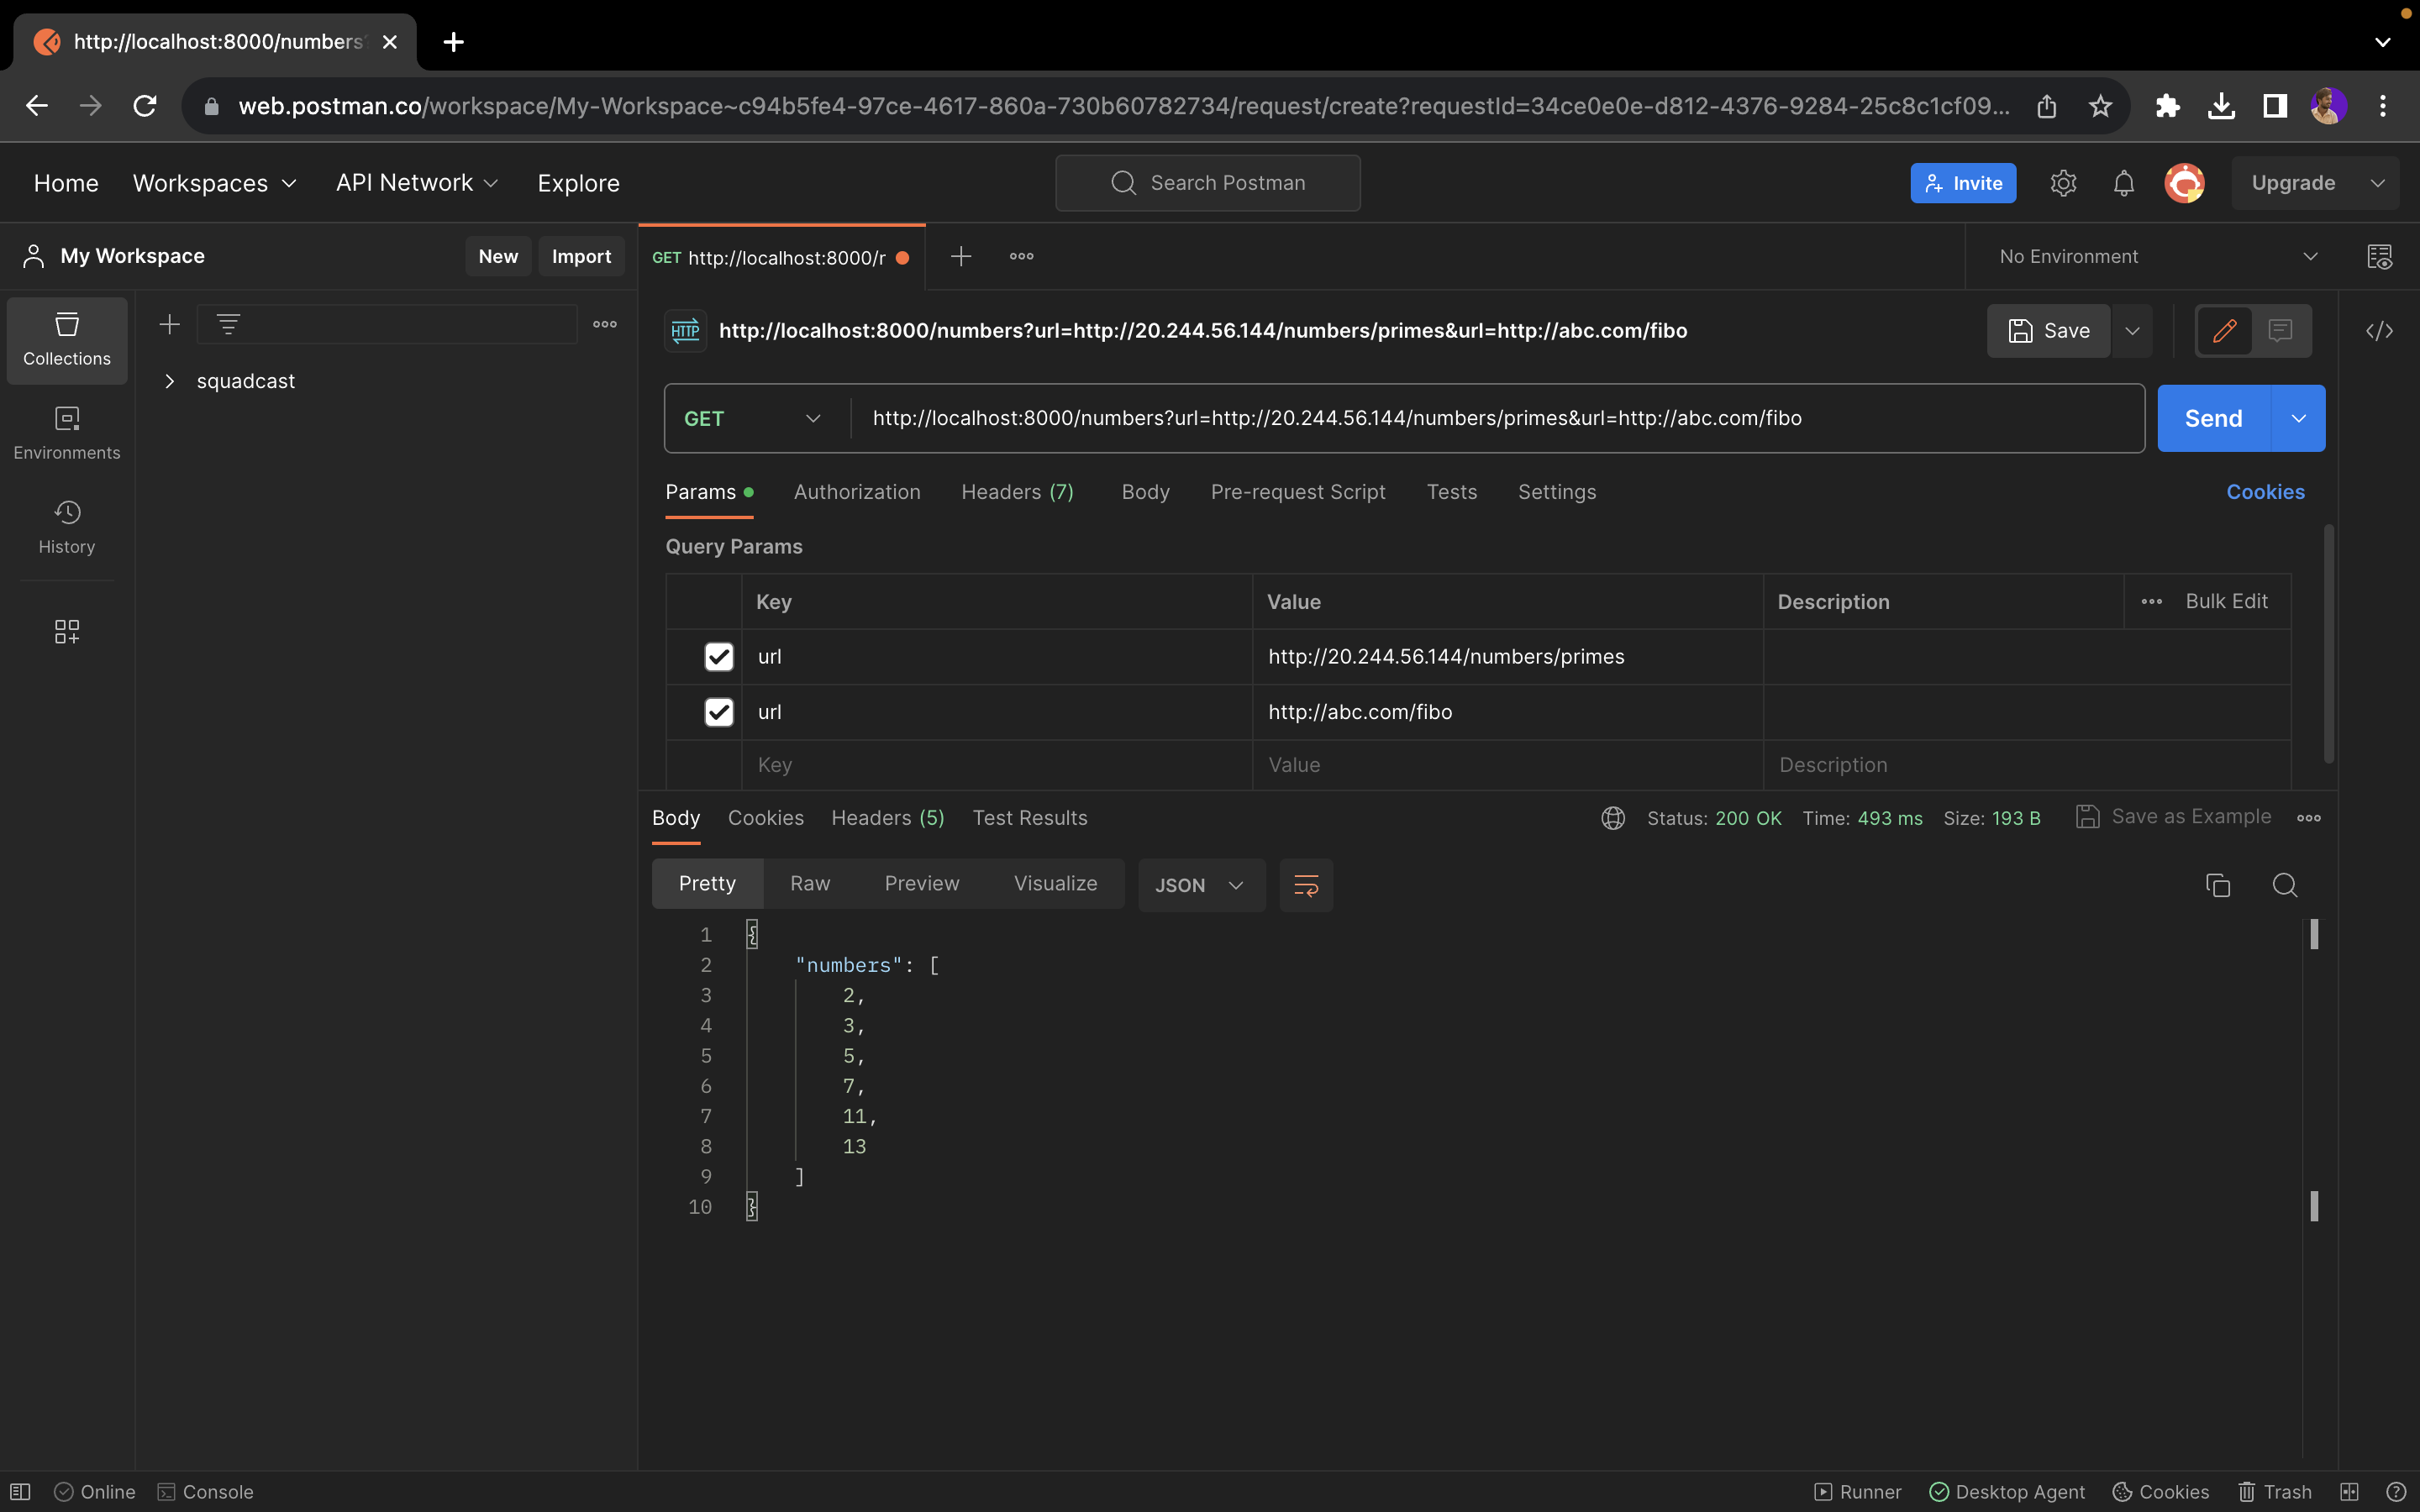 http://localhost:8000/numbers
web.postman.co/workspace/My-Workspace~c94b5fe4-97ce-4617-860a-730b60782734/request/create?requestId=34ce0e0e-d812-4376-9284-25c8c1cf09...
Home Workspaces API Network Explore Search Postman Invite Upgrade
My Workspace New Import GET http://localhost:8000/r No Environment
HTTP http://localhost:8000/numbers?url=http://20.244.56.144/numbers/primes&url=http://abc.com/fibo Save
Collections
squadcast
GET http://localhost:8000/numbers?url=http://20.244.56.144/numbers/primes&url=http://abc.com/fibo Send
Environments
Params Authorization Headers (7) Body Pre-request Script Tests Settings Cookies
History
Query Params
Key Value Description Bulk Edit
url http://20.244.56.144/numbers/primes
url http://abc.com/fibo
Key Value Description
Body Cookies Headers (5) Test Results Status: 200 OK Time: 493 ms Size: 193 B Save as Example
Pretty Raw Preview Visualize JSON
1 {
2 "numbers": [
3 2,
4 3,
5 5,
6 7,
7 11,
8 13
9 ]
10 }
Online Console Runner Desktop Agent Cookies Trash